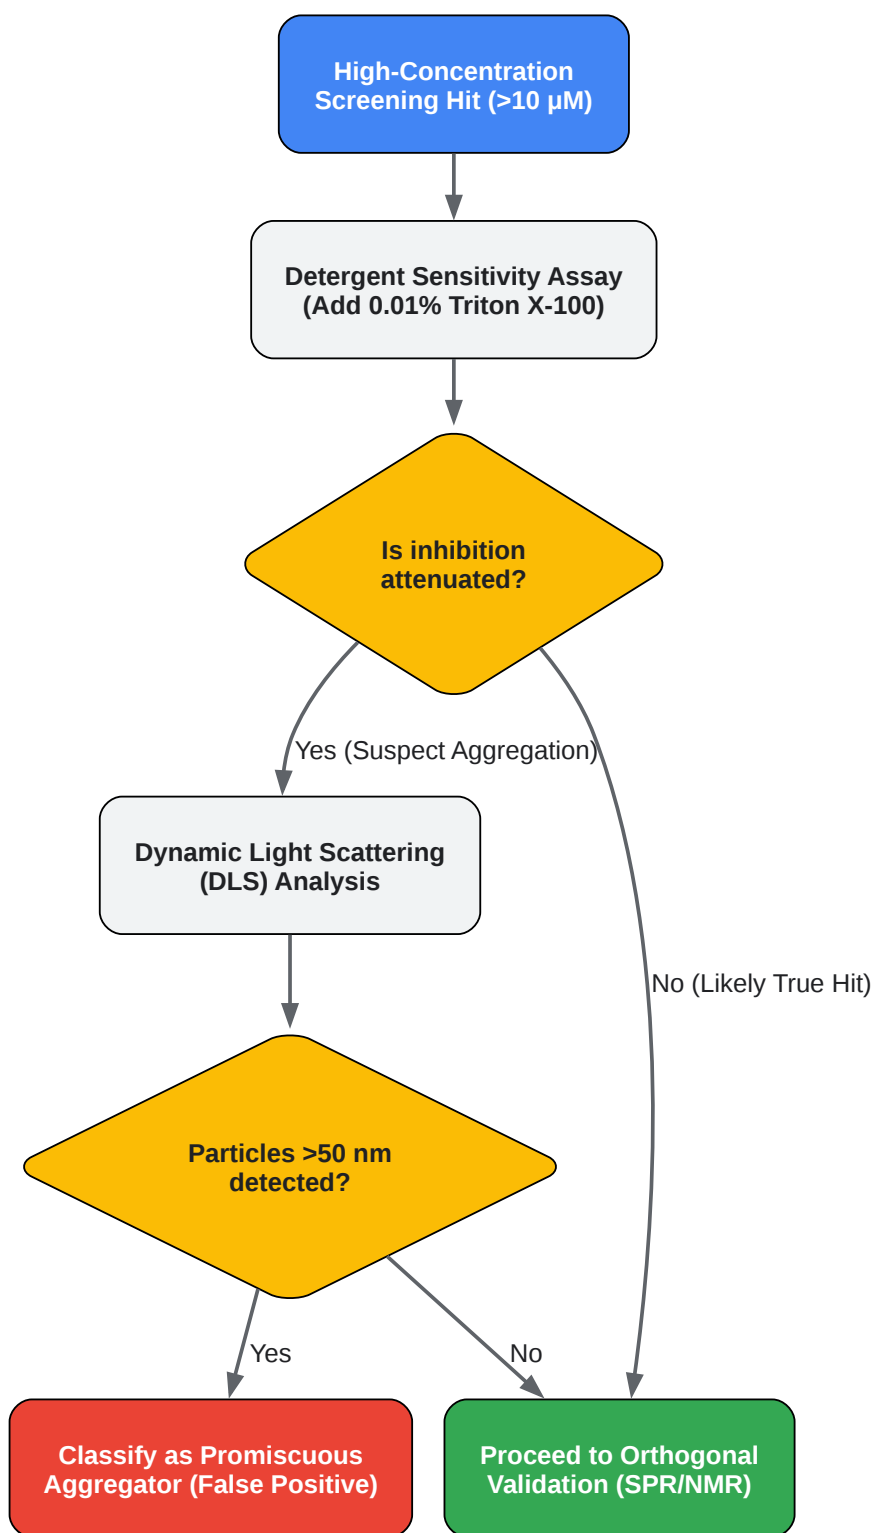 High-Concentration
Screening Hit (>10 µM)
Detergent Sensitivity Assay
(Add 0.01% Triton X-100)
Is inhibition
attenuated?
Yes (Suspect Aggregation)
Dynamic Light Scattering
(DLS) Analysis
No (Likely True Hit)
Particles >50 nm
detected?
Yes
No
Classify as Promiscuous
Aggregator (False Positive)
Proceed to Orthogonal
Validation (SPR/NMR)